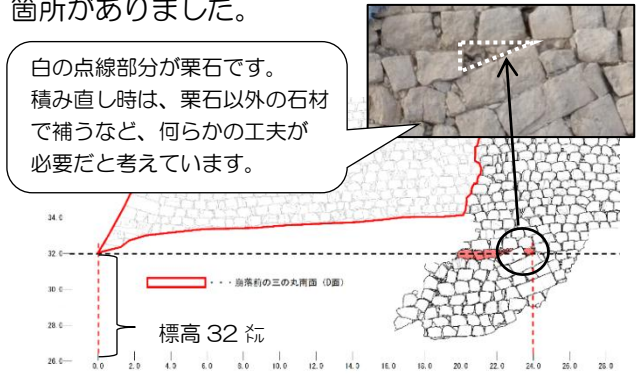 箇所がありました。
白の点線部分が栗石です。
積み直し時は、栗石以外の石材
で補うなど、何らかの工夫が
必要だと考えています。
34.0
32.0
30.0
・・・崩落前の三の丸南面（D面）
28.0
標高 32 ㍍
26.0
0.0 2.0 4.0 6.0 8.0 10.0 12.0 14.0 16.0 18.0 20.0 22.0 24.0 26.0 28.0